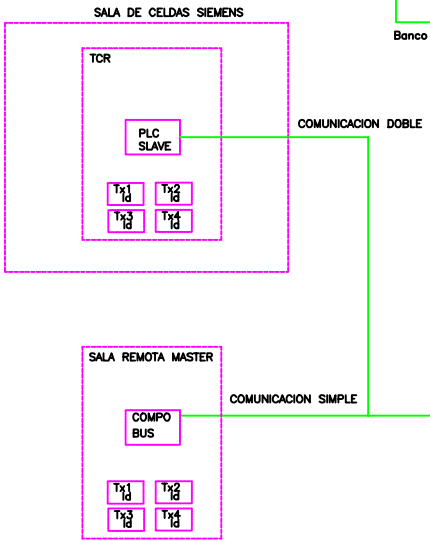 SALA DE CELDAS SIEMENS
Banco
TCR
COMUNICACION DOBLE
PLC
SLAVE
Tx1
Id
Tx2
Id
Tx3
Id
Tx4
Id
SALA REMOTA MASTER
COMUNICACION SIMPLE
COMPO
BUS
Tx1
Id
Tx2
Id
Tx3
Id
Tx4
Id